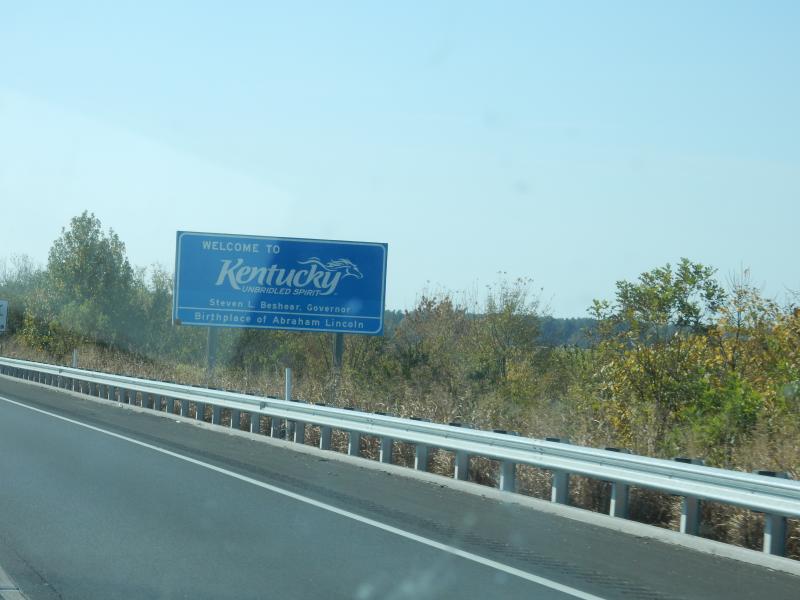 WELCOME TO
Kentucky
UNBRIDLED SPIRIT
Steven L. Beshear, Governor
Birthplace of Abraham Lincoln